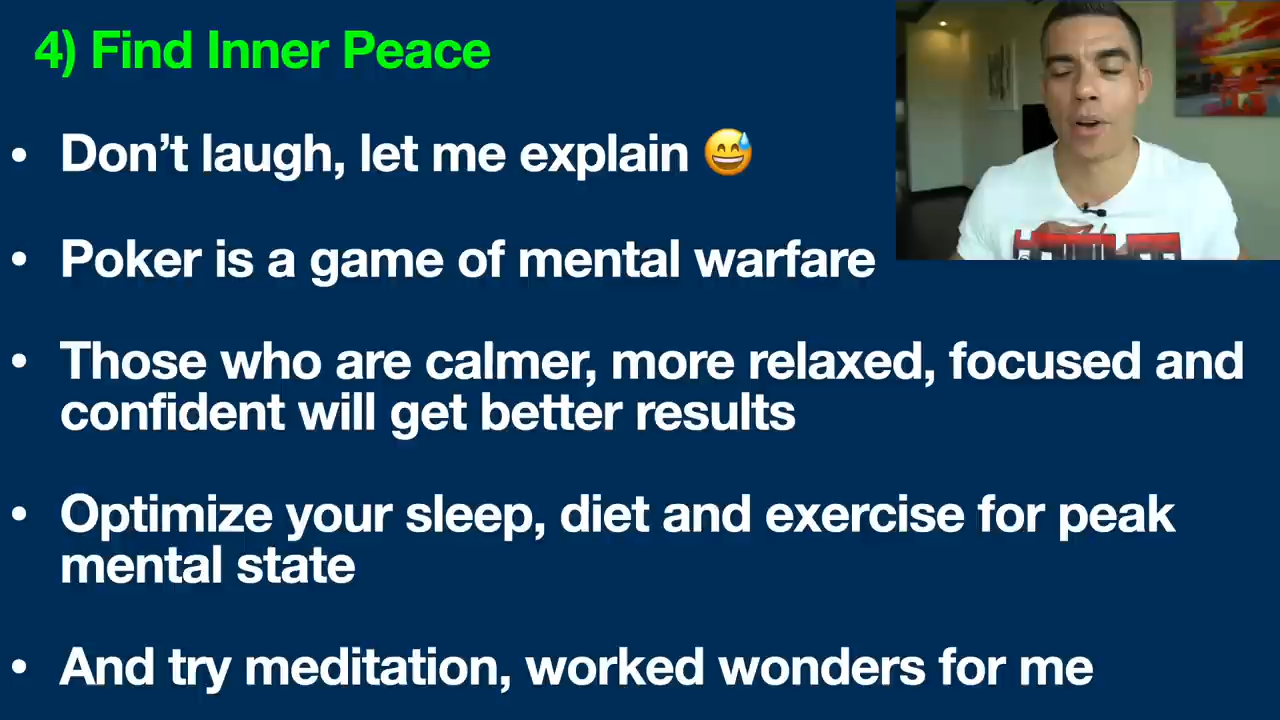 4) Find Inner Peace
• Don’t laugh, let me explain 😅
• Poker is a game of mental warfare
• Those who are calmer, more relaxed, focused and
confident will get better results
• Optimize your sleep, diet and exercise for peak
mental state
• And try meditation, worked wonders for me